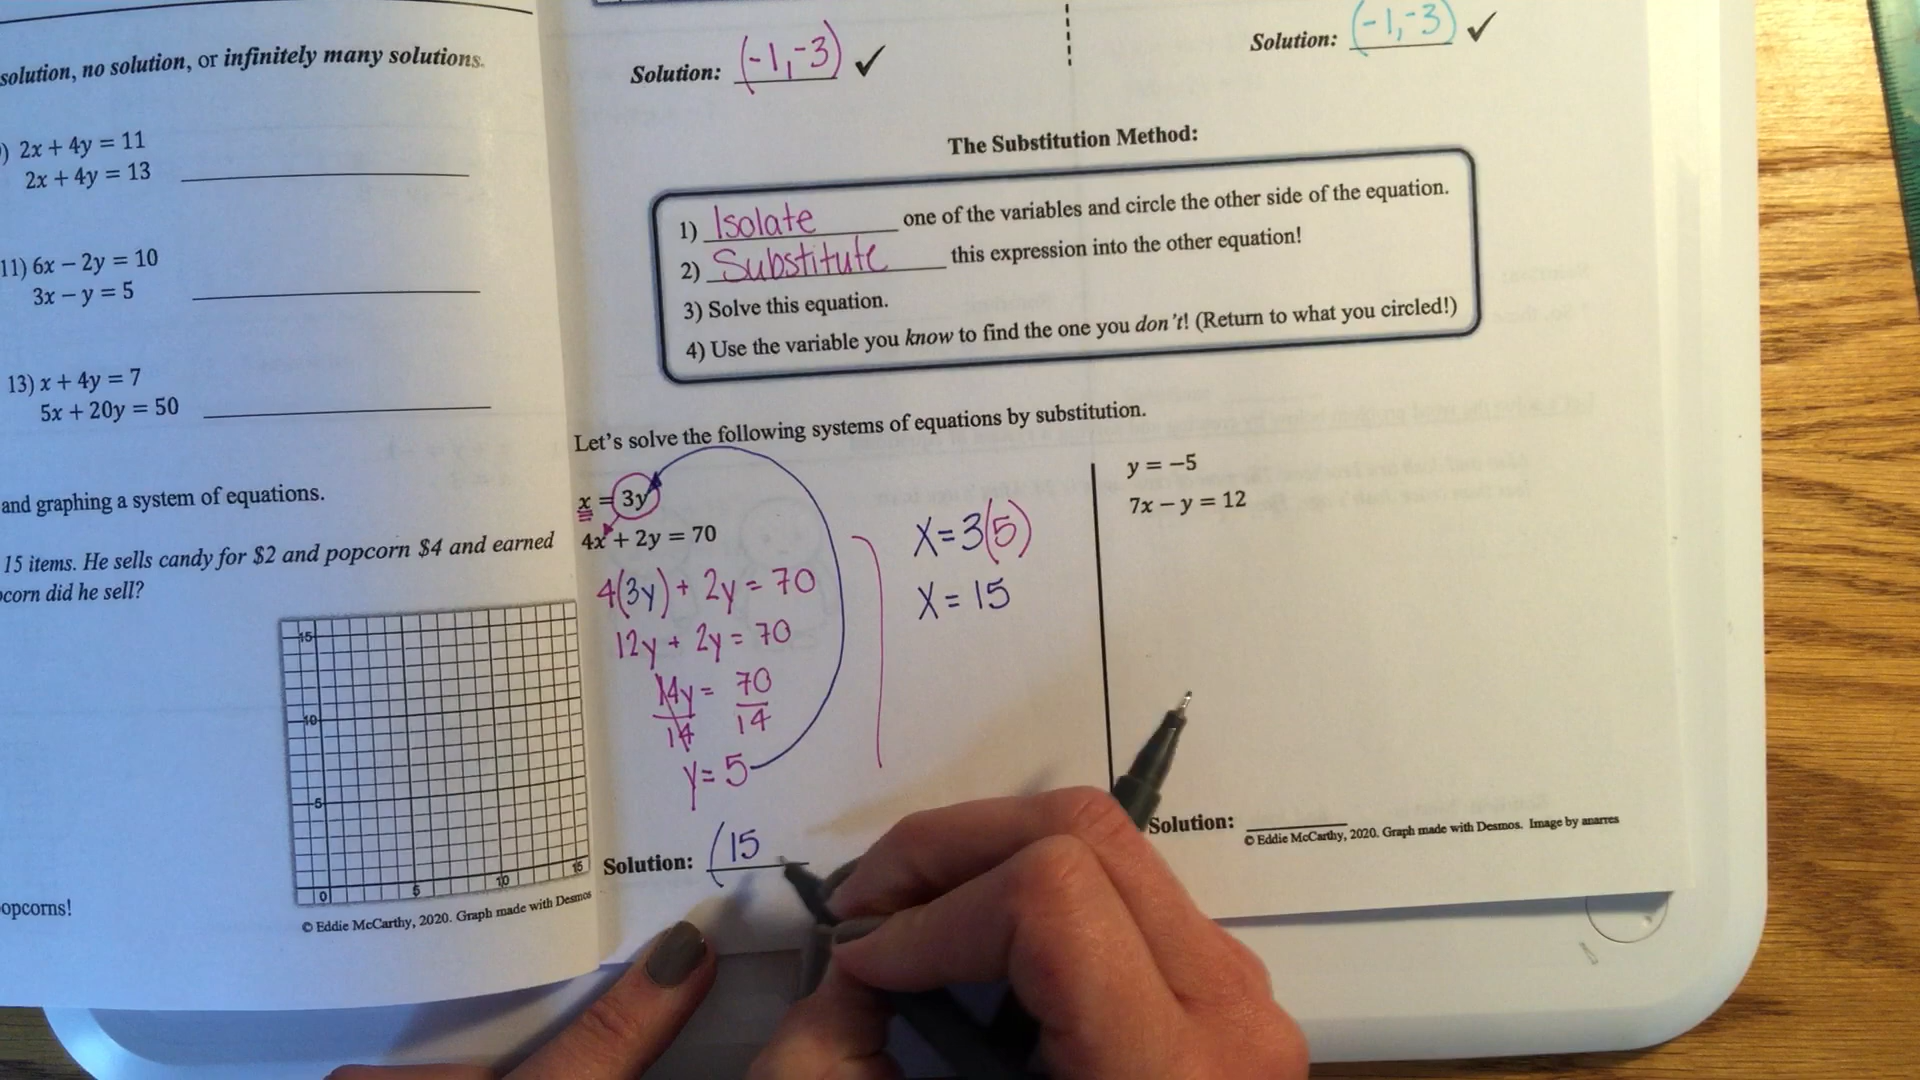 solution, no solution, or infinitely many solutions.
) 2x + 4y = 11
2x + 4y = 13
11) 6x − 2y = 10
3x − y = 5
13) x + 4y = 7
5x + 20y = 50
and graphing a system of equations.
15 items. He sells candy for $2 and popcorn $4 and earned
corn did he sell?
15
10
5
0 5 10 15
opcorns!
© Eddie McCarthy, 2020. Graph made with Desmos
Solution: (-1,-3) ✓
Solution: (-1,-3) ✓
The Substitution Method:
1) Isolate one of the variables and circle the other side of the equation.
2) Substitute this expression into the other equation!
3) Solve this equation.
4) Use the variable you know to find the one you don't! (Return to what you circled!)
Let's solve the following systems of equations by substitution.
x = 3y
4x + 2y = 70
4(3y) + 2y = 70
12y + 2y = 70
14y = 70
14 14
y = 5
x = 3(5)
x = 15
Solution: (15
y = −5
7x − y = 12
Solution:
© Eddie McCarthy, 2020. Graph made with Desmos. Image by anarres